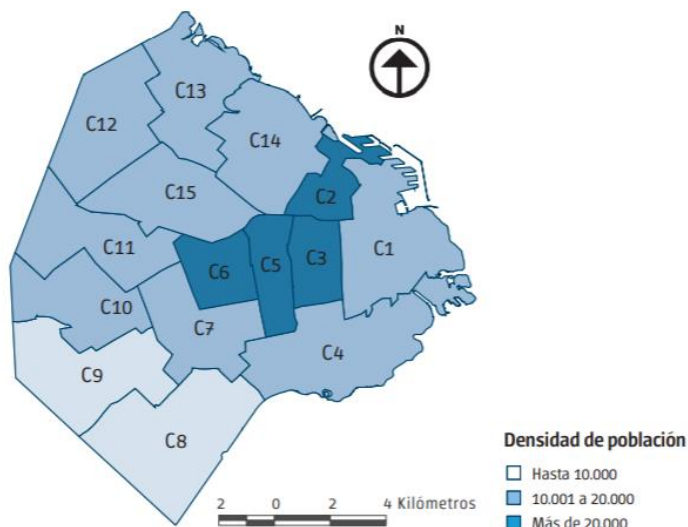 N
C13
C12
C14
C15
C2
C11
C1
C6
C5
C3
C10
C7
C4
C9
C8
Densidad de población
Hasta 10.000
10.001 a 20.000
Más de 20.000
2 0 2 4 Kilómetros